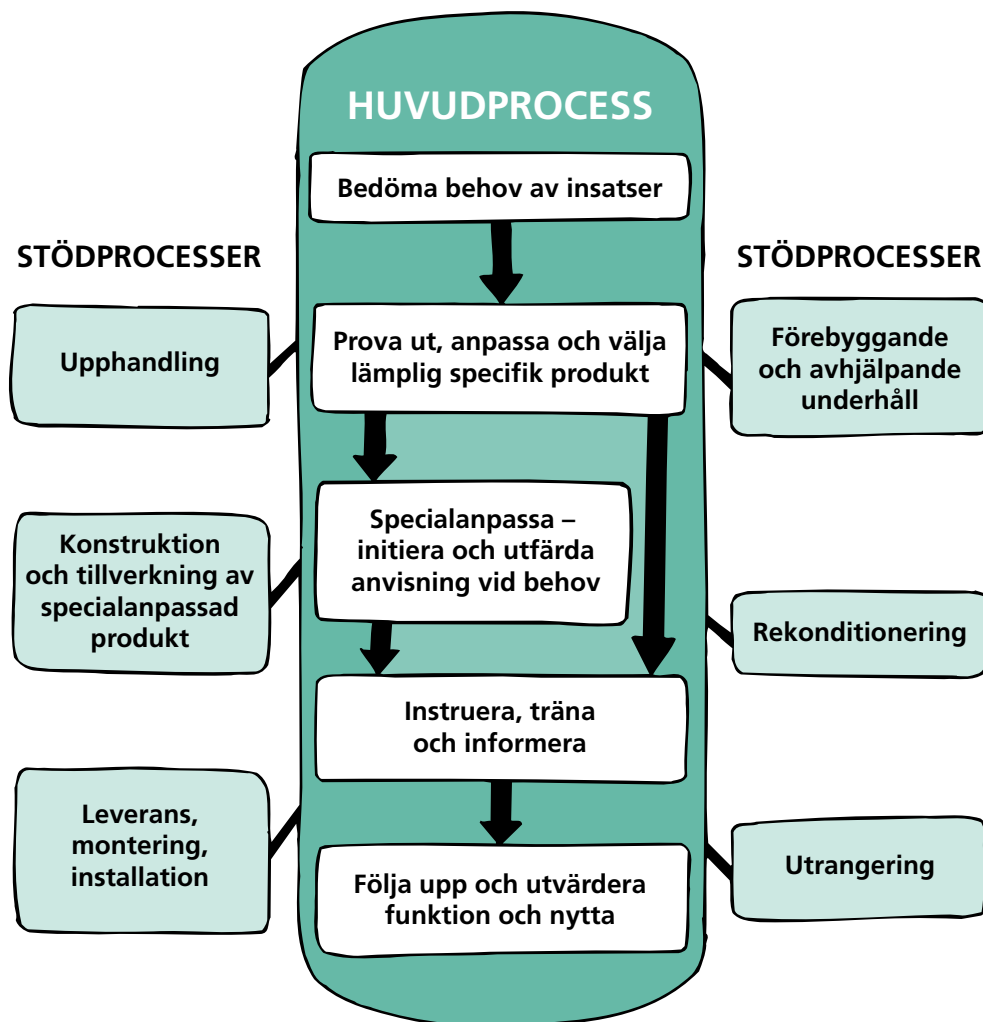 HUVUDPROCESS
Bedöma behov av insatser
Prova ut, anpassa och välja
lämplig specifik produkt
Specialanpassa –
initiera och utfärda
anvisning vid behov
Instruera, träna
och informera
Följa upp och utvärdera
funktion och nytta
STÖDPROCESSER
Upphandling
Konstruktion
och tillverkning av
specialanpassad
produkt
Leverans,
montering,
installation
STÖDPROCESSER
Förebyggande
och avhjälpande
underhåll
Rekonditionering
Utrangering